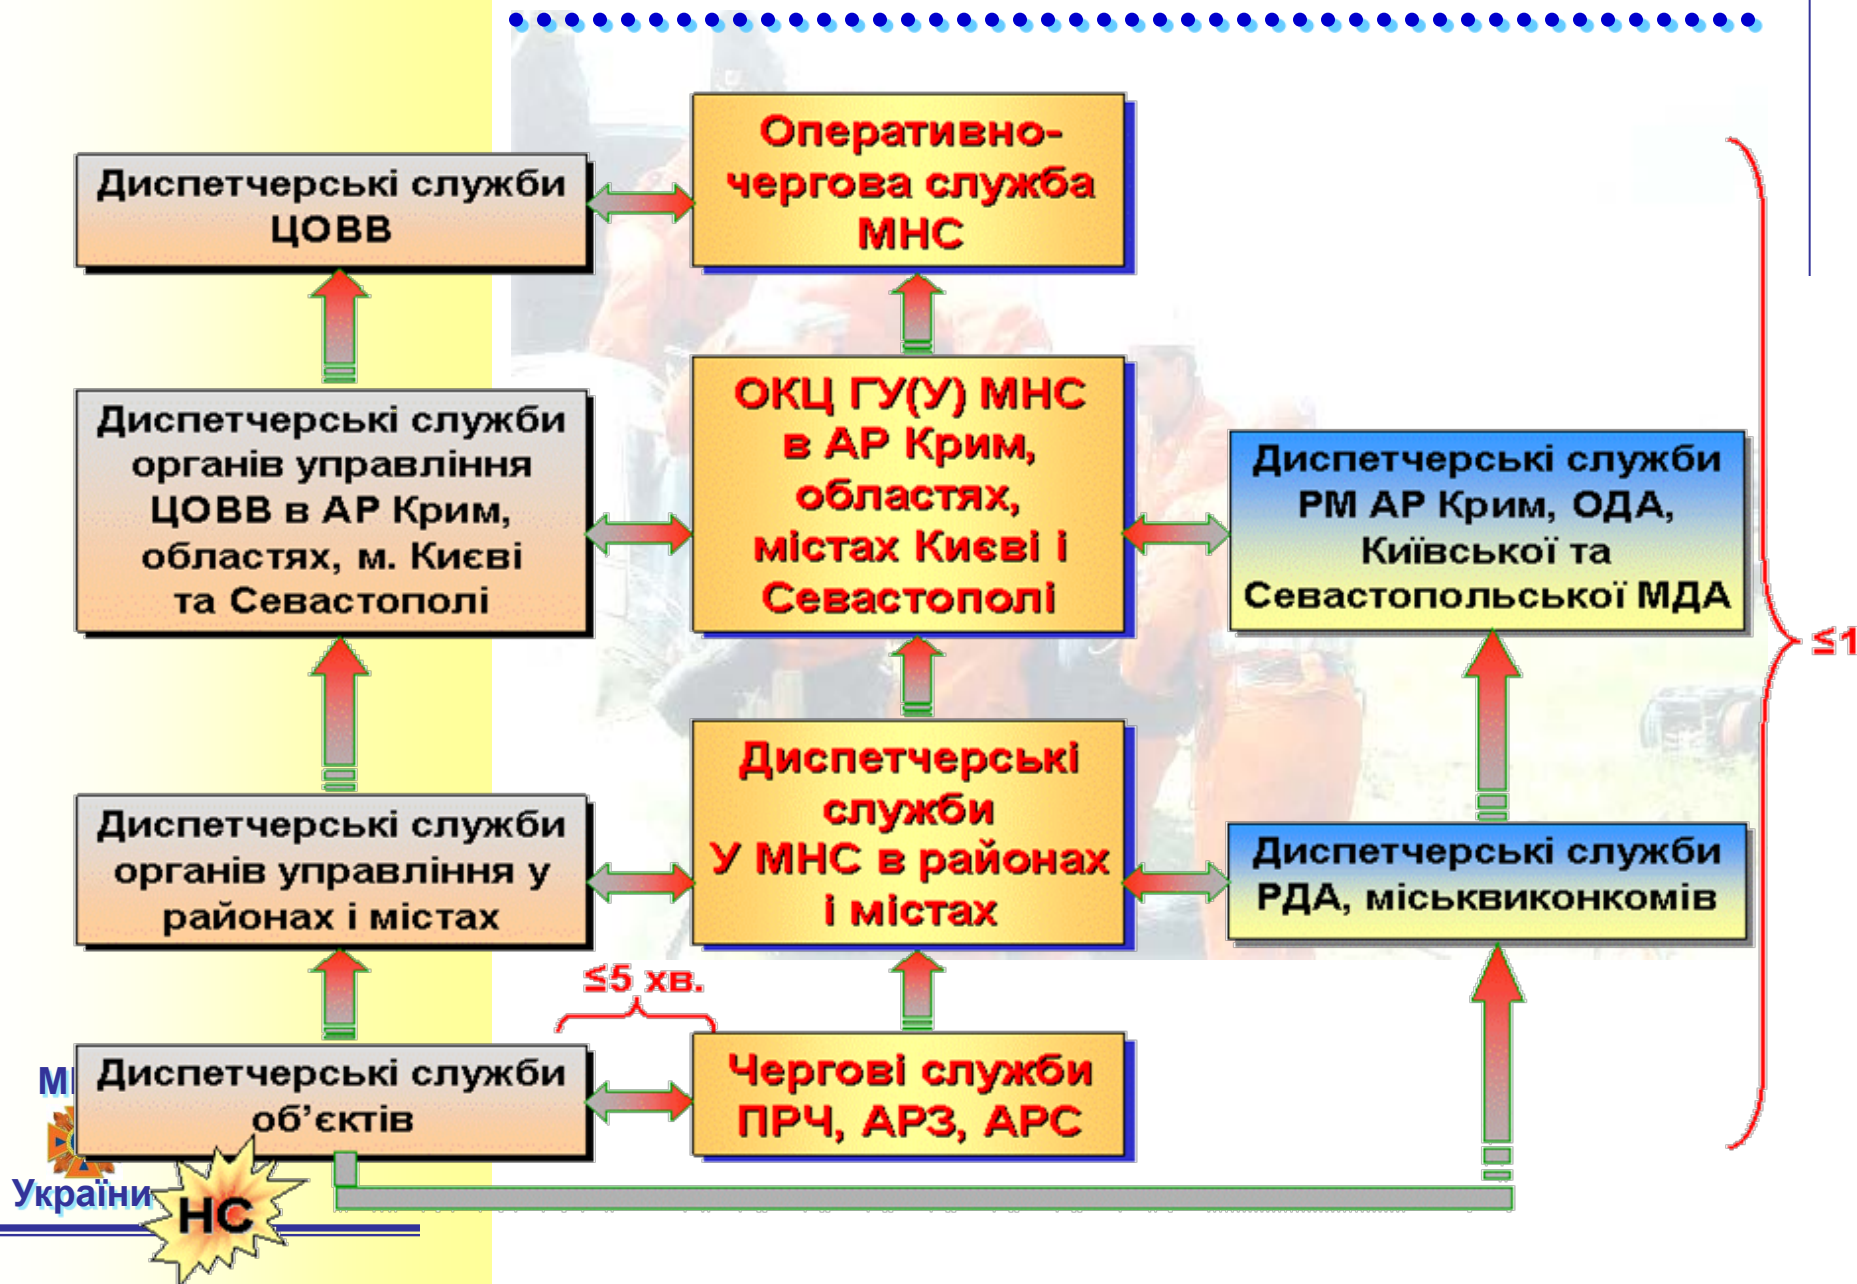 Оперативно-
чергова служба
МНС
Диспетчерські служби
ЦОВВ
ОКЦ ГУ(У) МНС
в АР Крим,
областях,
містах Києві і
Севастополі
Диспетчерські служби
органів управління
ЦОВВ в АР Крим,
областях, м. Києві
та Севастополі
Диспетчерські служби
РМ АР Крим, ОДА,
Київської та
Севастопольської МДА
≤1
Диспетчерські
служби
У МНС в районах
і містах
Диспетчерські служби
органів управління у
районах і містах
Диспетчерські служби
РДА, міськвиконкомів
≤5 хв.
Диспетчерські служби
об’єктів
Чергові служби
ПРЧ, АРЗ, АРС
України
НС